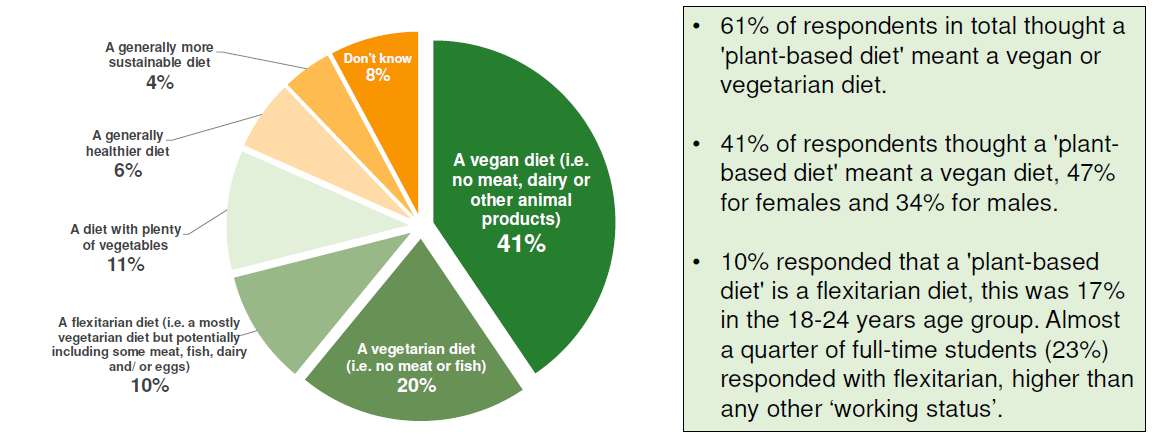 A generally more
sustainable diet
4%
Don't know
8%
A generally
healthier diet
6%
A vegan diet (i.e.
no meat, dairy or
other animal
products)
41%
A diet with plenty
of vegetables
11%
A flexitarian diet (i.e. a mostly
vegetarian diet but potentially
including some meat, fish, dairy
and/ or eggs)
10%
A vegetarian diet
(i.e. no meat or fish)
20%
• 61% of respondents in total thought a
'plant-based diet' meant a vegan or
vegetarian diet.
• 41% of respondents thought a 'plant-
based diet' meant a vegan diet, 47%
for females and 34% for males.
• 10% responded that a 'plant-based
diet' is a flexitarian diet, this was 17%
in the 18-24 years age group. Almost
a quarter of full-time students (23%)
responded with flexitarian, higher than
any other ‘working status’.